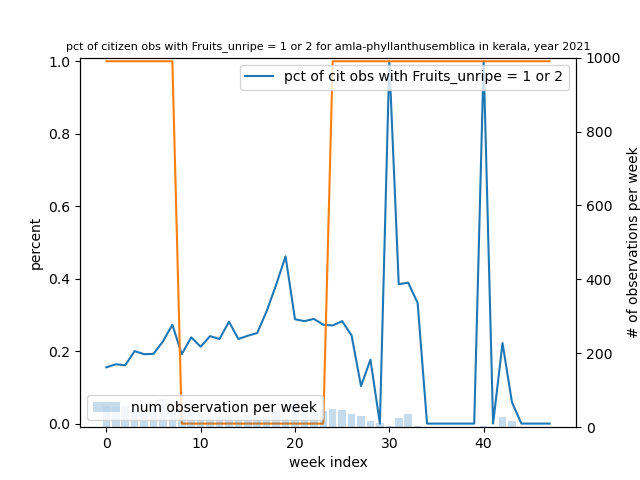 pct of citizen obs with Fruits_unripe = 1 or 2 for amla-phyllanthusemblica in kerala, year 2021
pct of cit obs with Fruits_unripe = 1 or 2
num observation per week
percent
1.0
0.8
0.6
0.4
0.2
0.0
0
10
20
30
40
week index
1000
800
600
400
200
0
# of observations per week